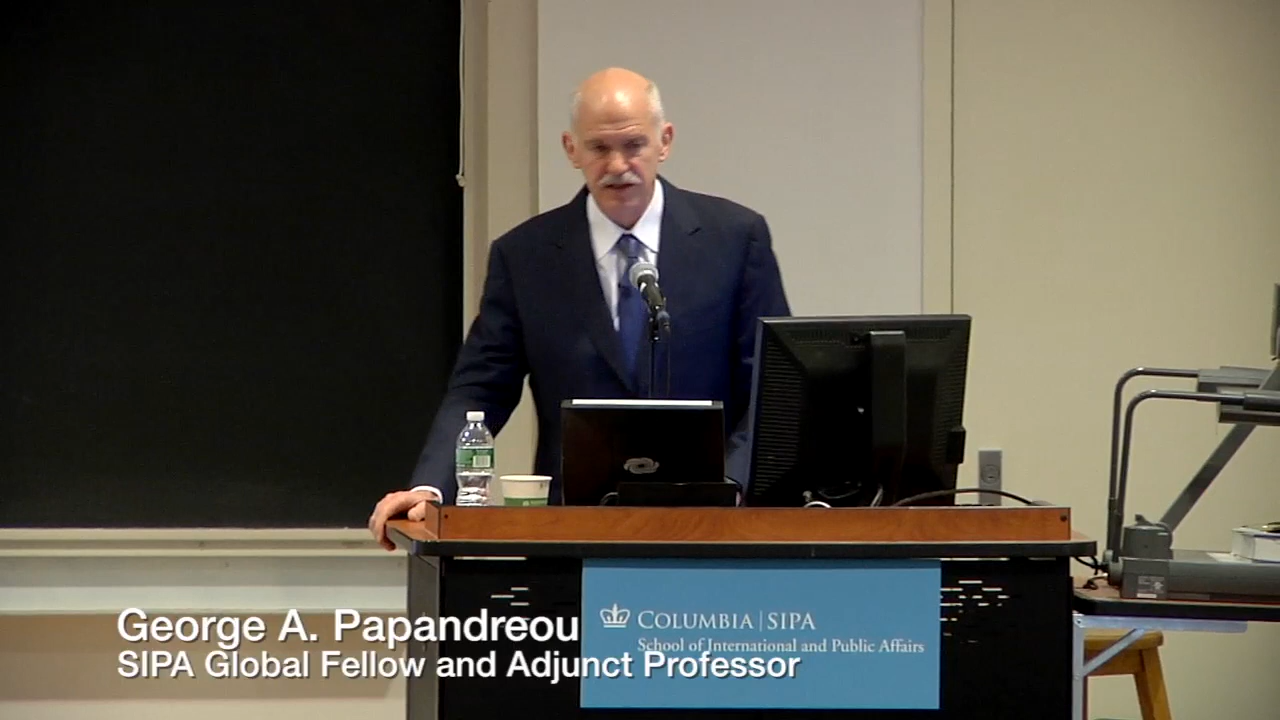 COLUMBIA | SIPA
School of International and Public Affairs
George A. Papandreou
SIPA Global Fellow and Adjunct Professor